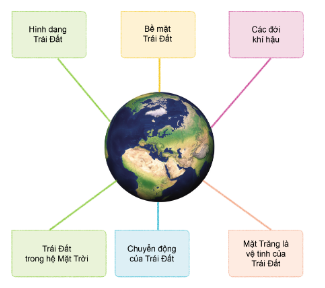 Hình dạng
Trái Đất
Bề mặt
Trái Đất
Các đới
khí hậu
Trái Đất
trong hệ Mặt Trời
Chuyển động
của Trái Đất
Mặt Trăng là
vệ tinh của
Trái Đất